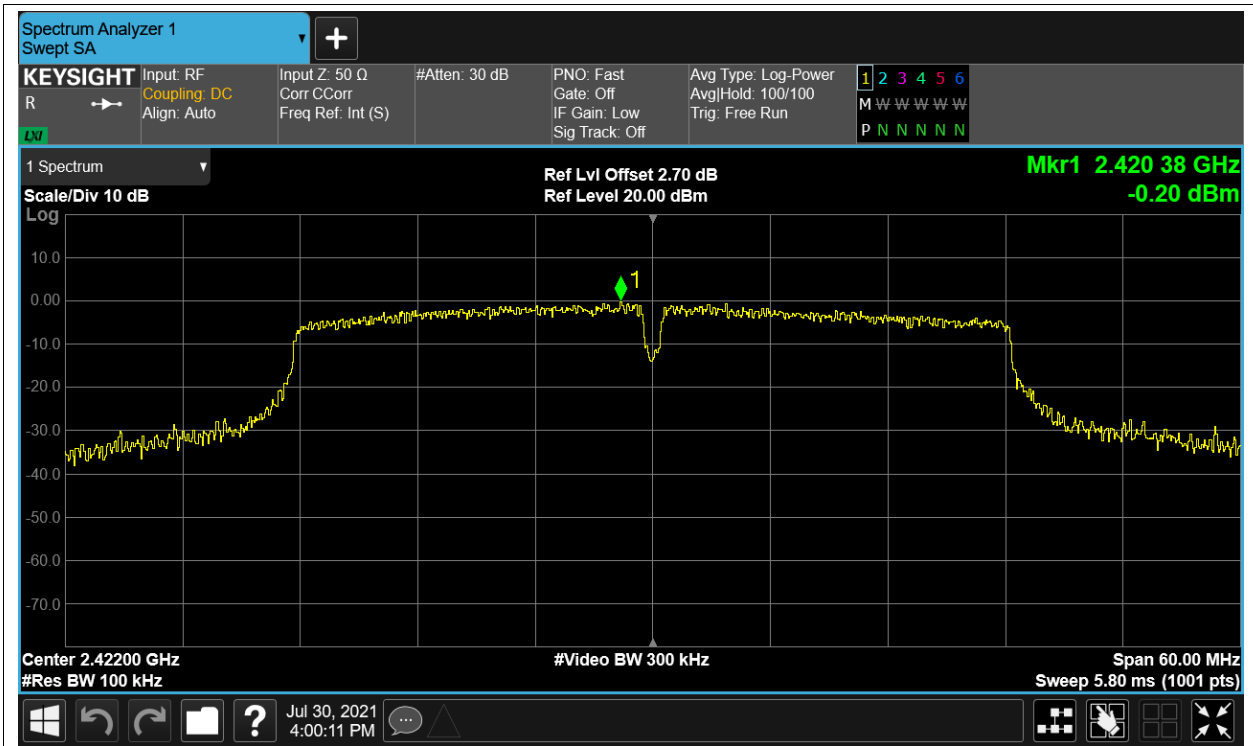 Spectrum Analyzer 1
Swept SA
KEYSIGHT
R
LXI
Input: RF
Coupling: DC
Align: Auto
Input Z: 50 Ω
Corr CCorr
Freq Ref: Int (S)
#Atten: 30 dB
PNO: Fast
Gate: Off
IF Gain: Low
Sig Track: Off
Avg Type: Log-Power
Avg|Hold: 100/100
Trig: Free Run
1 2 3 4 5 6
M W W W W W
P N N N N N
1 Spectrum
Scale/Div 10 dB
Ref Lvl Offset 2.70 dB
Ref Level 20.00 dBm
Mkr1 2.420 38 GHz
-0.20 dBm
Log
10.0
0.00
-10.0
-20.0
-30.0
-40.0
-50.0
-60.0
-70.0
1
Center 2.42200 GHz
#Res BW 100 kHz
#Video BW 300 kHz
Span 60.00 MHz
Sweep 5.80 ms (1001 pts)
?
Jul 30, 2021
4:00:11 PM